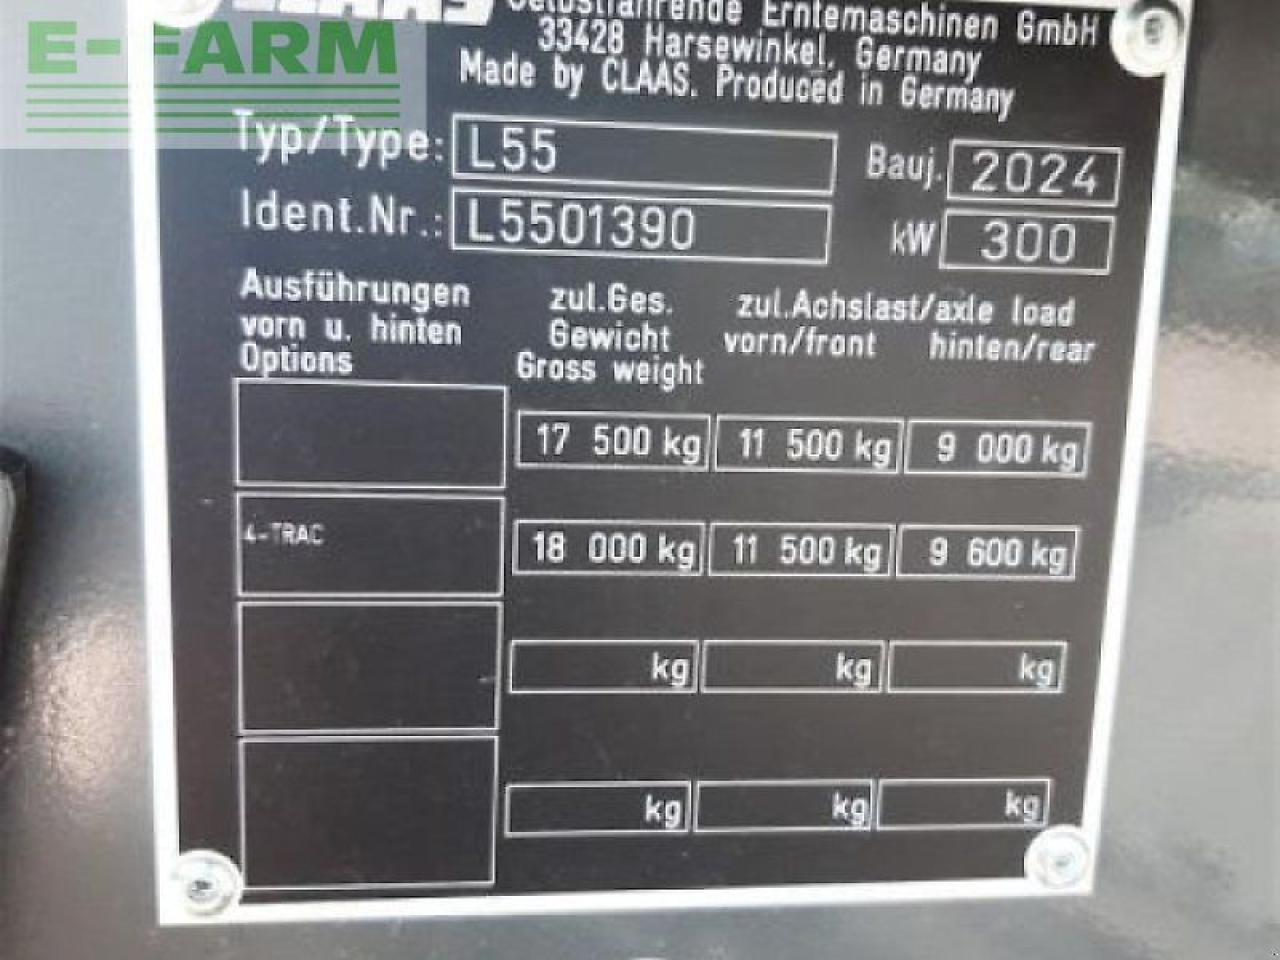 E-FARM
CLAAS Selbstfahrende Erntemaschinen GmbH
33428 Harsewinkel, Germany
Made by CLAAS. Produced in Germany
Typ/Type: L55 Bauj. 2024
Ident.Nr.: L5501390 kW 300
Ausführungen zul.Ges. zul.Achslast/axle load
vorn u. hinten Gewicht vorn/front hinten/rear
Options Gross weight
17 500 kg 11 500 kg 9 000 kg
4-TRAC 18 000 kg 11 500 kg 9 600 kg
kg kg kg
kg kg kg